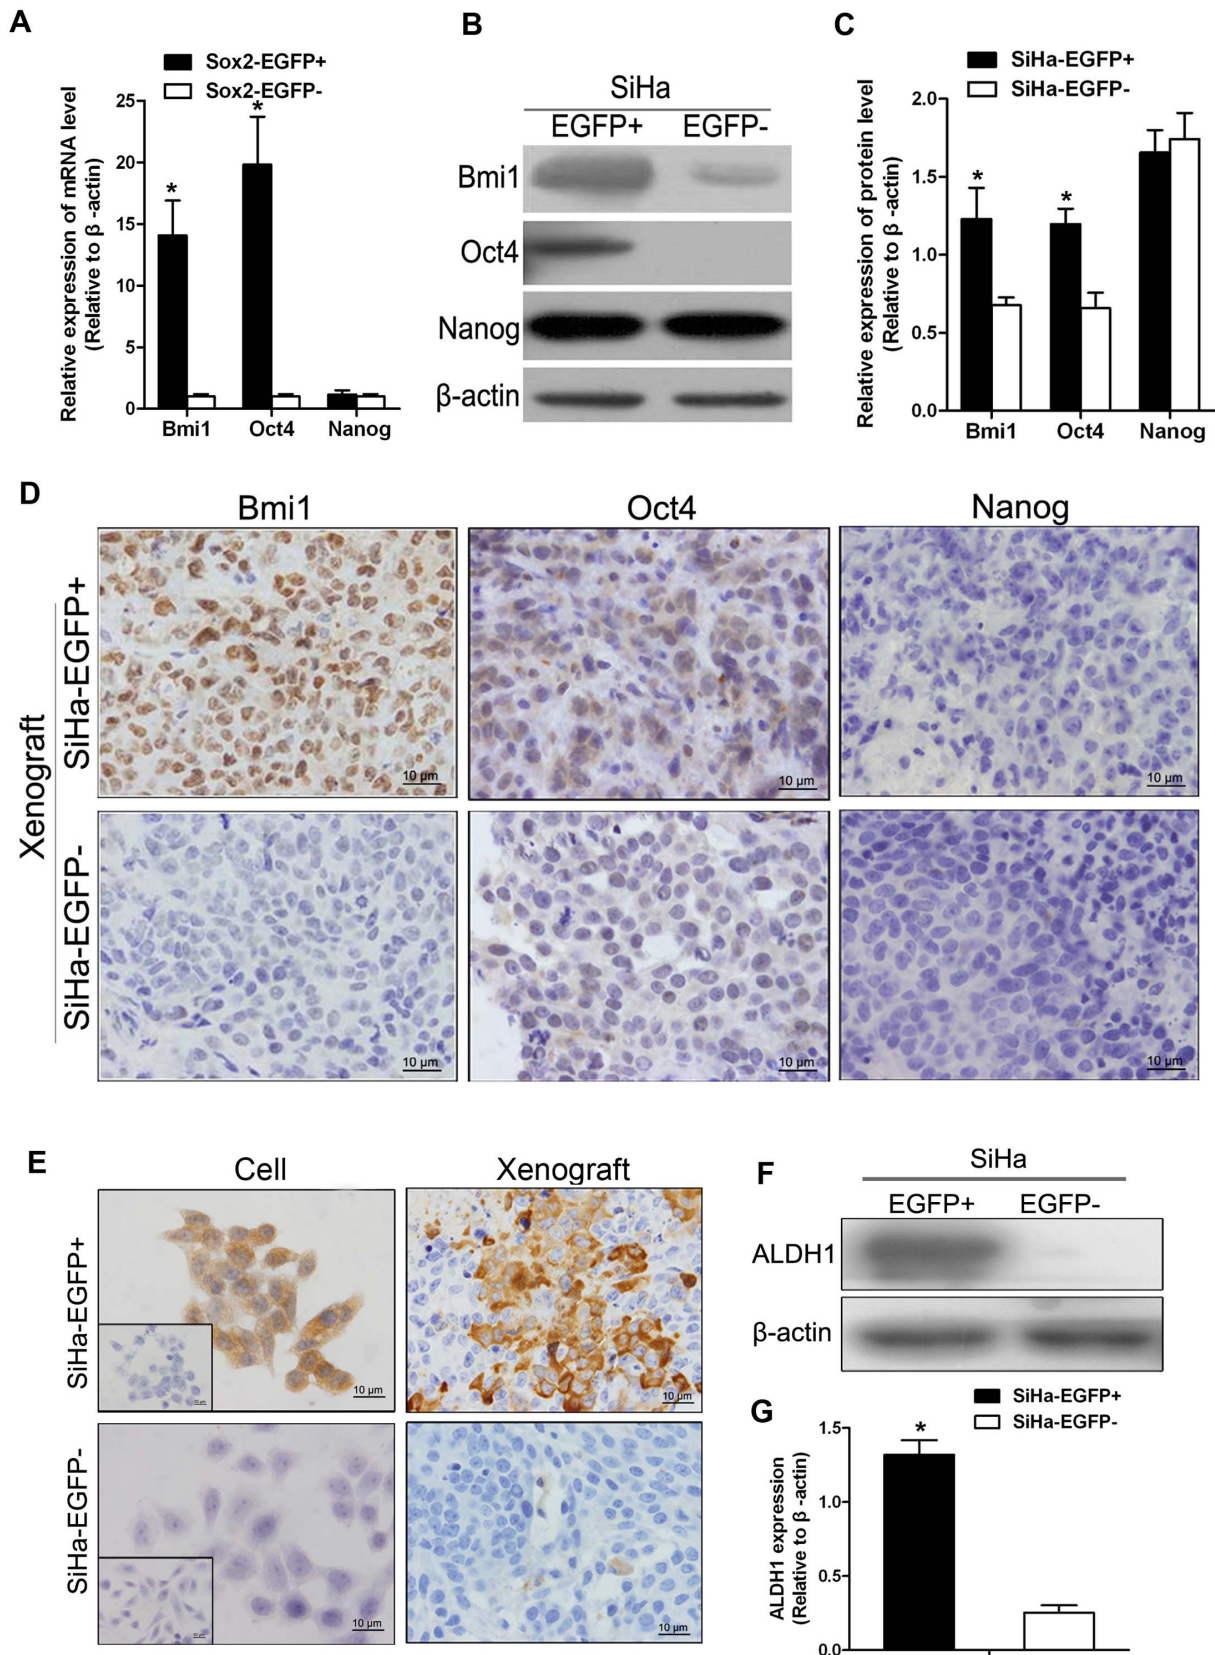 A
Sox2-EGFP+
Sox2-EGFP-
Relative expression of mRNA level
(Relative to β -actin)
25
20
15
10
5
0
*
*
Bmi1
Oct4
Nanog
B
SiHa
EGFP+
EGFP-
Bmi1
Oct4
Nanog
β-actin
C
SiHa-EGFP+
SiHa-EGFP-
Relative expression of protein level
(Relative to β -actin)
2.0
1.5
1.0
0.5
0.0
*
*
Bmi1
Oct4
Nanog
D
Bmi1
Oct4
Nanog
Xenograft
SiHa-EGFP+
SiHa-EGFP-
10 µm
10 µm
10 µm
10 µm
10 µm
10 µm
E
Cell
Xenograft
SiHa-EGFP+
SiHa-EGFP-
10 µm
10 µm
10 µm
10 µm
F
SiHa
EGFP+
EGFP-
ALDH1
β-actin
G
SiHa-EGFP+
SiHa-EGFP-
ALDH1 expression
(Relative to β -actin)
1.5
1.0
0.5
0.0
*